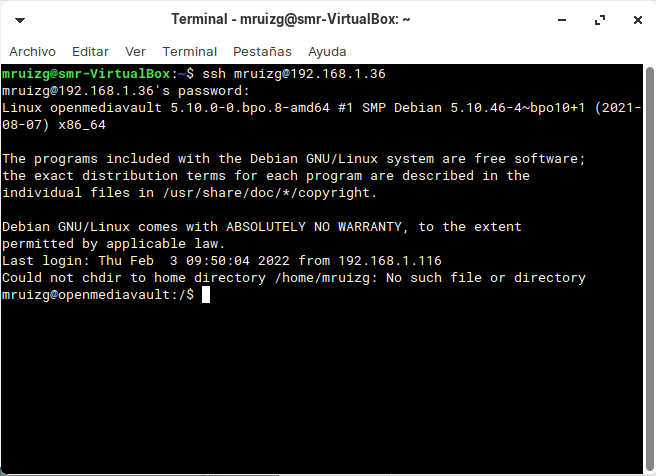 Terminal - mruizg@smr-VirtualBox: ~
Archivo Editar Ver Terminal Pestañas Ayuda
mruizg@smr-VirtualBox:~$ ssh mruizg@192.168.1.36
mruizg@192.168.1.36's password:
Linux openmediavault 5.10.0-0.bpo.8-amd64 #1 SMP Debian 5.10.46-4~bpo10+1 (2021-
08-07) x86_64
The programs included with the Debian GNU/Linux system are free software;
the exact distribution terms for each program are described in the
individual files in /usr/share/doc/*/copyright.
Debian GNU/Linux comes with ABSOLUTELY NO WARRANTY, to the extent
permitted by applicable law.
Last login: Thu Feb  3 09:50:04 2022 from 192.168.1.116
Could not chdir to home directory /home/mruizg: No such file or directory
mruizg@openmediavault:/$